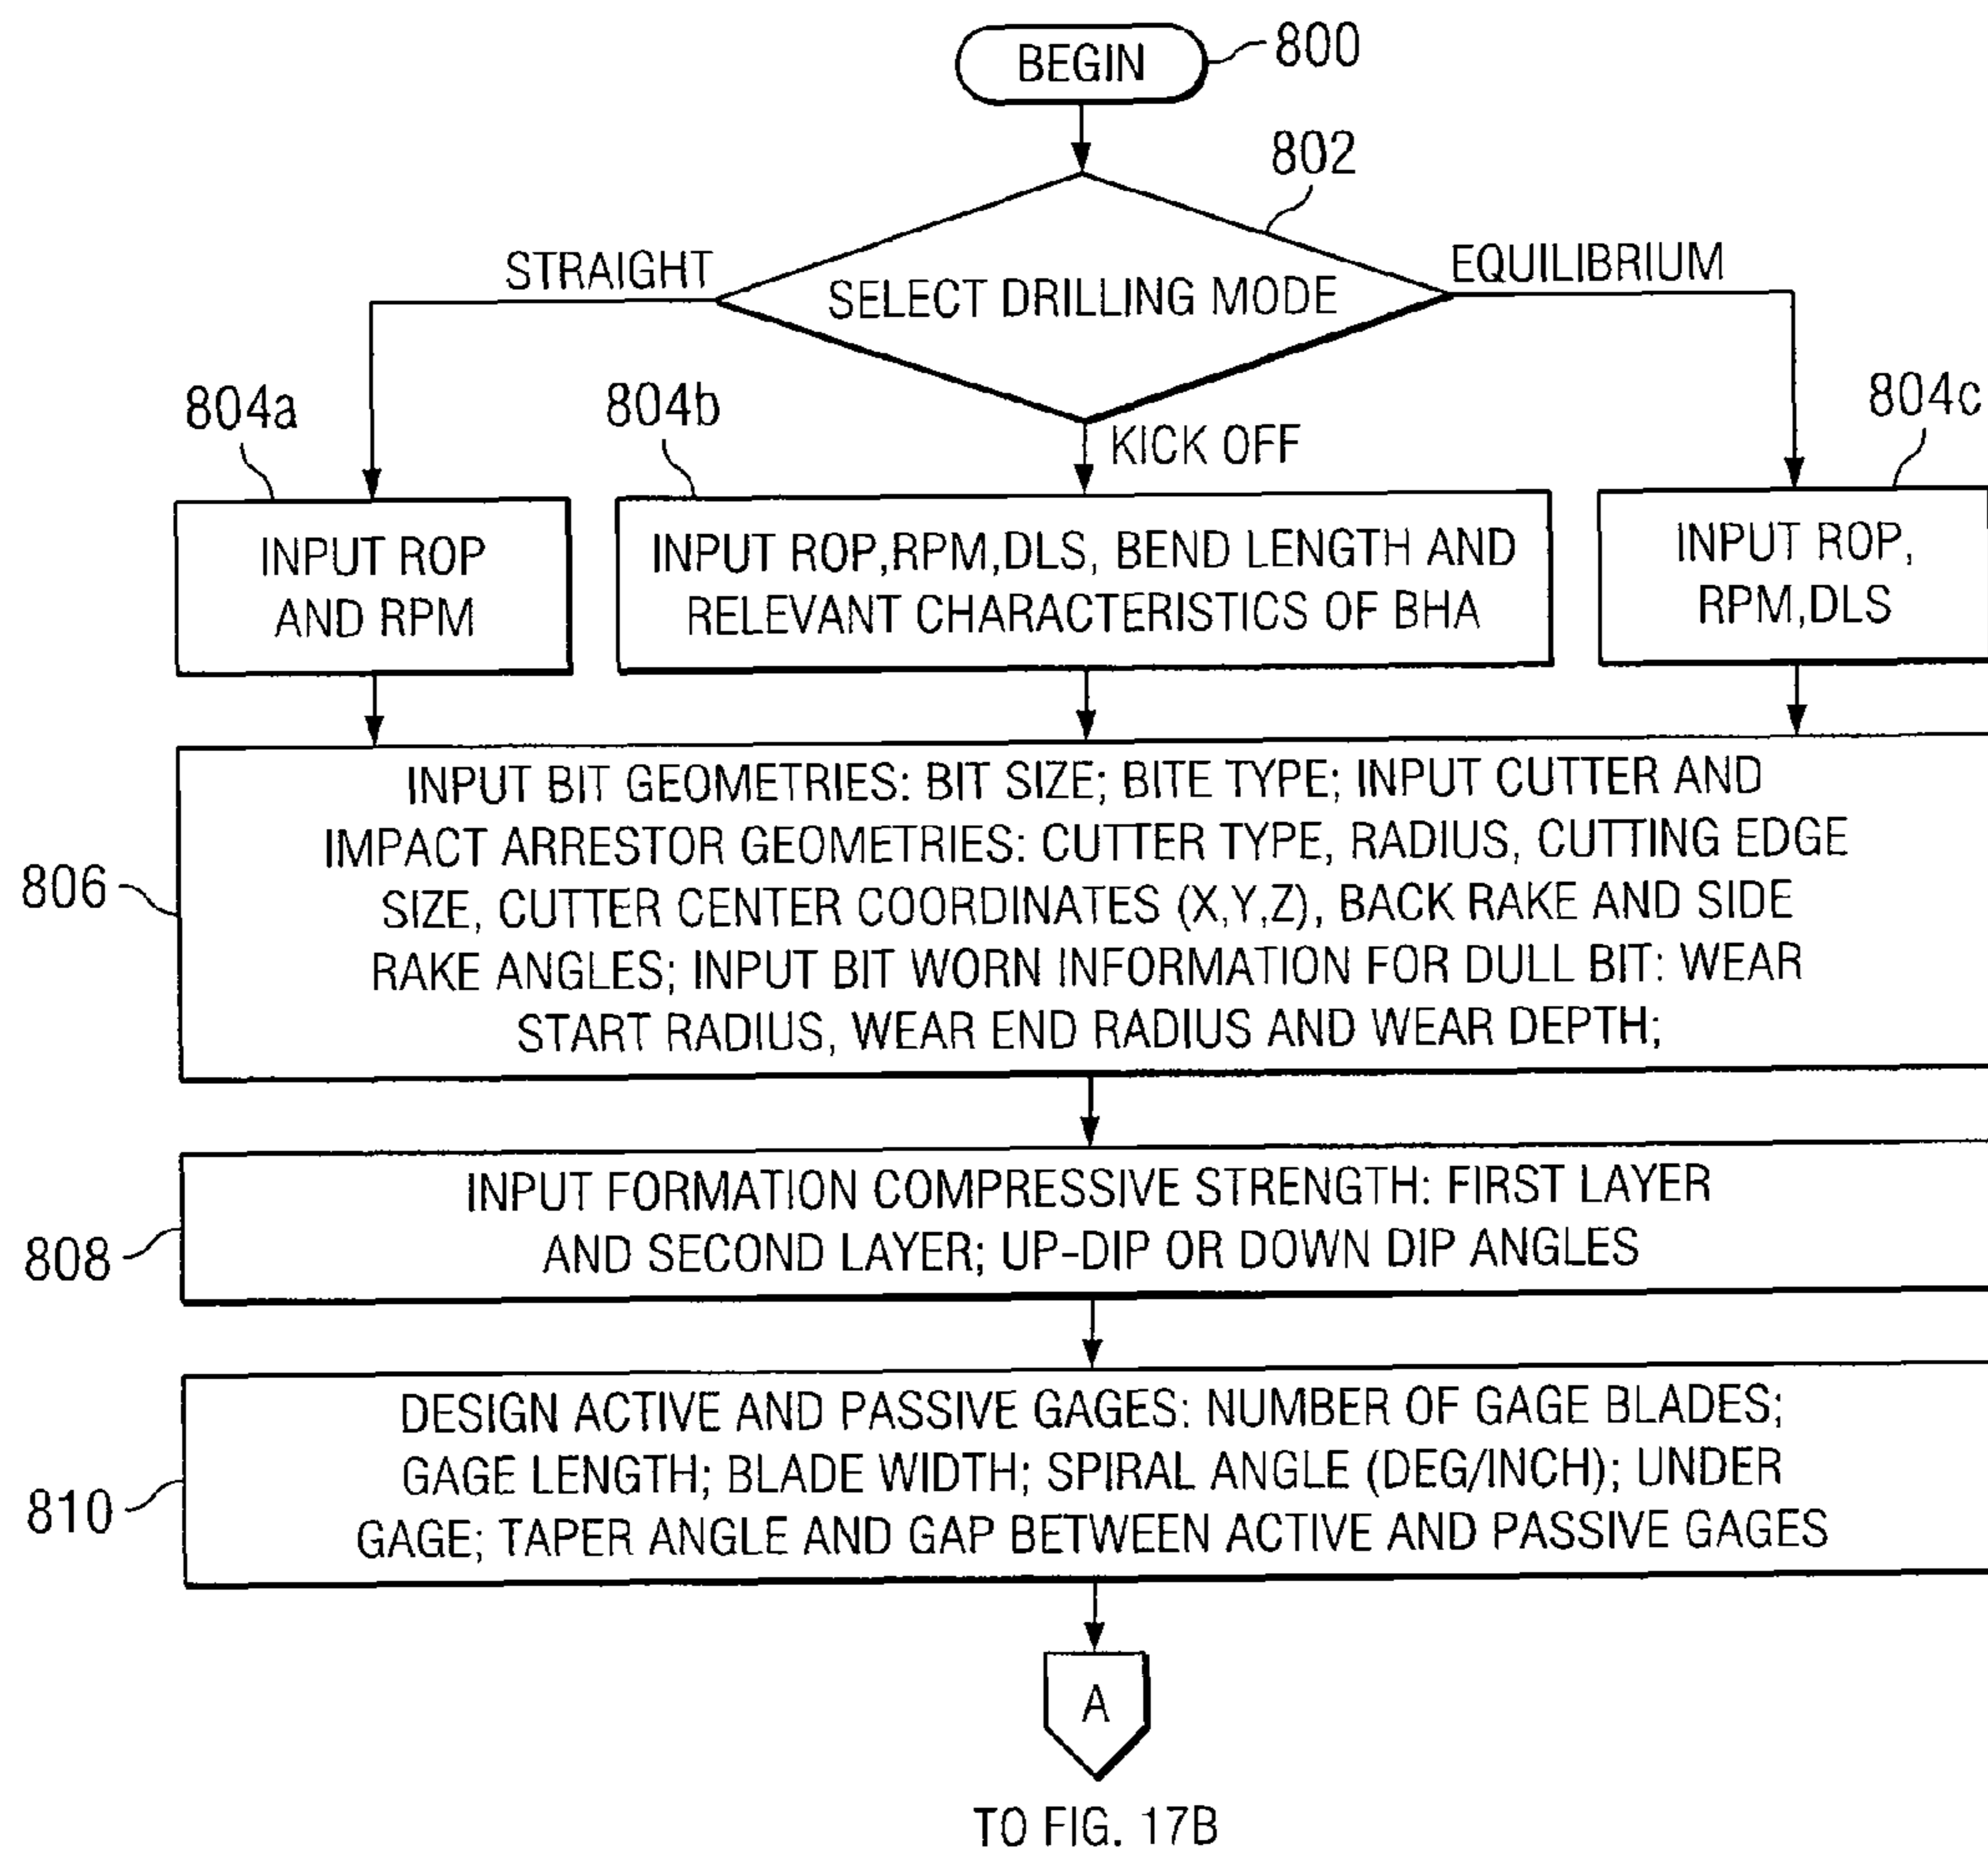 BEGIN
800
802
SELECT DRILLING MODE
STRAIGHT
EQUILIBRIUM
KICK OFF
804a
804b
804c
INPUT ROP
AND RPM
INPUT ROP,RPM,DLS, BEND LENGTH AND
RELEVANT CHARACTERISTICS OF BHA
INPUT ROP,
RPM,DLS
806
INPUT BIT GEOMETRIES: BIT SIZE; BITE TYPE; INPUT CUTTER AND
IMPACT ARRESTOR GEOMETRIES: CUTTER TYPE, RADIUS, CUTTING EDGE
SIZE, CUTTER CENTER COORDINATES (X,Y,Z), BACK RAKE AND SIDE
RAKE ANGLES; INPUT BIT WORN INFORMATION FOR DULL BIT: WEAR
START RADIUS, WEAR END RADIUS AND WEAR DEPTH;
808
INPUT FORMATION COMPRESSIVE STRENGTH: FIRST LAYER
AND SECOND LAYER; UP-DIP OR DOWN DIP ANGLES
810
DESIGN ACTIVE AND PASSIVE GAGES: NUMBER OF GAGE BLADES;
GAGE LENGTH; BLADE WIDTH; SPIRAL ANGLE (DEG/INCH); UNDER
GAGE; TAPER ANGLE AND GAP BETWEEN ACTIVE AND PASSIVE GAGES
A
TO FIG. 17B